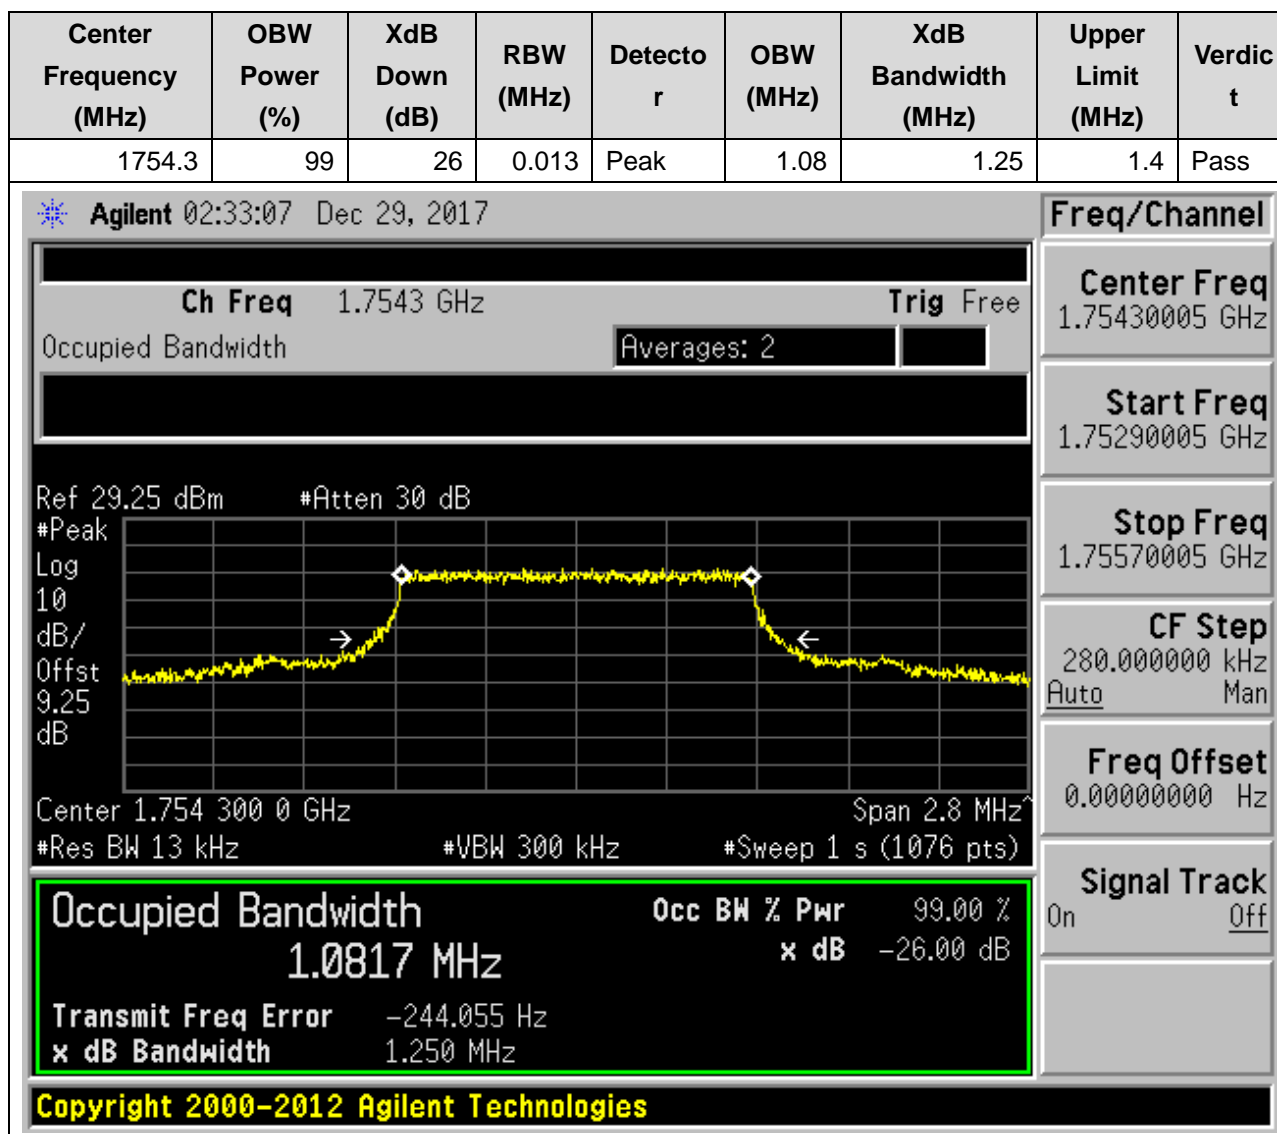 Center Frequency (MHz) OBW Power (%) XdB Down (dB) RBW (MHz) Detecto r OBW (MHz) XdB Bandwidth (MHz) Upper Limit (MHz) Verdic t
1754.3 99 26 0.013 Peak 1.08 1.25 1.4 Pass
Agilent 02:33:07 Dec 29, 2017
Ch Freq 1.7543 GHz Trig Free
Occupied Bandwidth Averages: 2
Ref 29.25 dBm #Atten 30 dB
#Peak
Log
10
dB/
Offst
9.25
dB
Center 1.754 300 0 GHz Span 2.8 MHz^
#Res BW 13 kHz #VBW 300 kHz #Sweep 1 s (1076 pts)
Occupied Bandwidth Occ BW % Pwr 99.00 %
1.0817 MHz x dB -26.00 dB
Transmit Freq Error -244.055 Hz
x dB Bandwidth 1.250 MHz
Copyright 2000-2012 Agilent Technologies
Freq/Channel
Center Freq
1.75430005 GHz
Start Freq
1.75290005 GHz
Stop Freq
1.75570005 GHz
CF Step
280.000000 kHz
Auto Man
Freq Offset
0.00000000 Hz
Signal Track
On Off